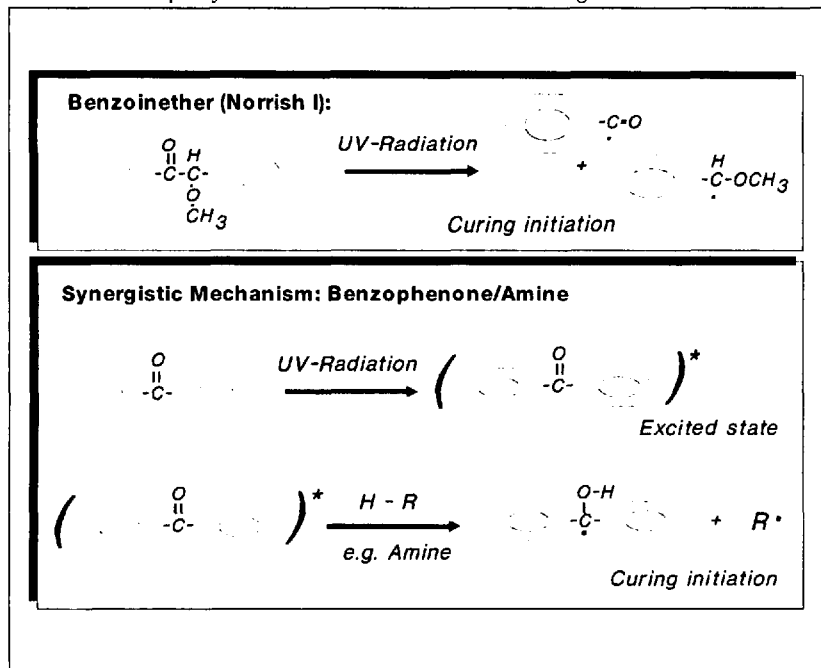 Benzoinether (Norrish I):
O
H
-C-C-
O
CH3
UV-Radiation
-C=O
+
H
-C-OCH3
Curing initiation
Synergistic Mechanism: Benzophenone/Amine
O
-C-
UV-Radiation
( O
-C- )*
Excited state
( O
-C- )*
H - R
e.g. Amine
O-H
-C-
+ R•
Curing initiation